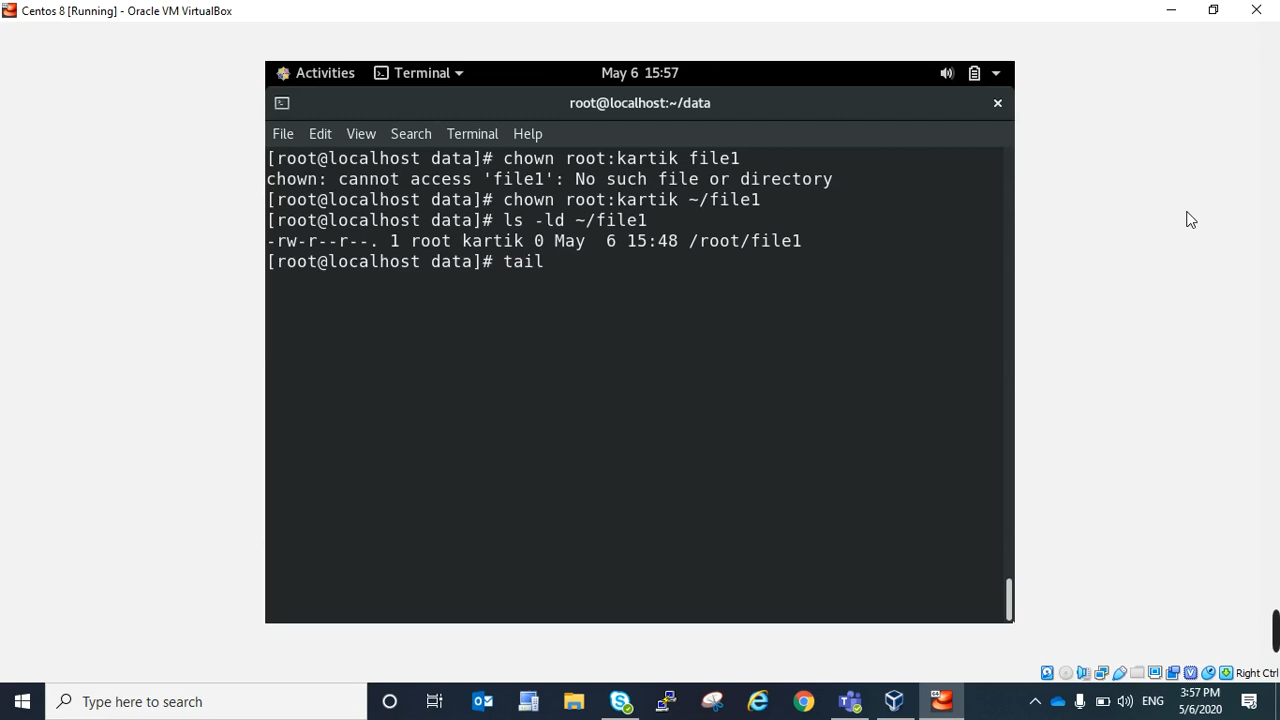 Centos 8 [Running] - Oracle VM VirtualBox
Activities Terminal May 6 15:57
root@localhost:~/data
File Edit View Search Terminal Help
[root@localhost data]# chown root:kartik file1
chown: cannot access 'file1': No such file or directory
[root@localhost data]# chown root:kartik ~/file1
[root@localhost data]# ls -ld ~/file1
-rw-r--r--. 1 root kartik 0 May  6 15:48 /root/file1
[root@localhost data]# tail
Right Ctrl
Type here to search
ENG
3:57 PM
5/6/2020